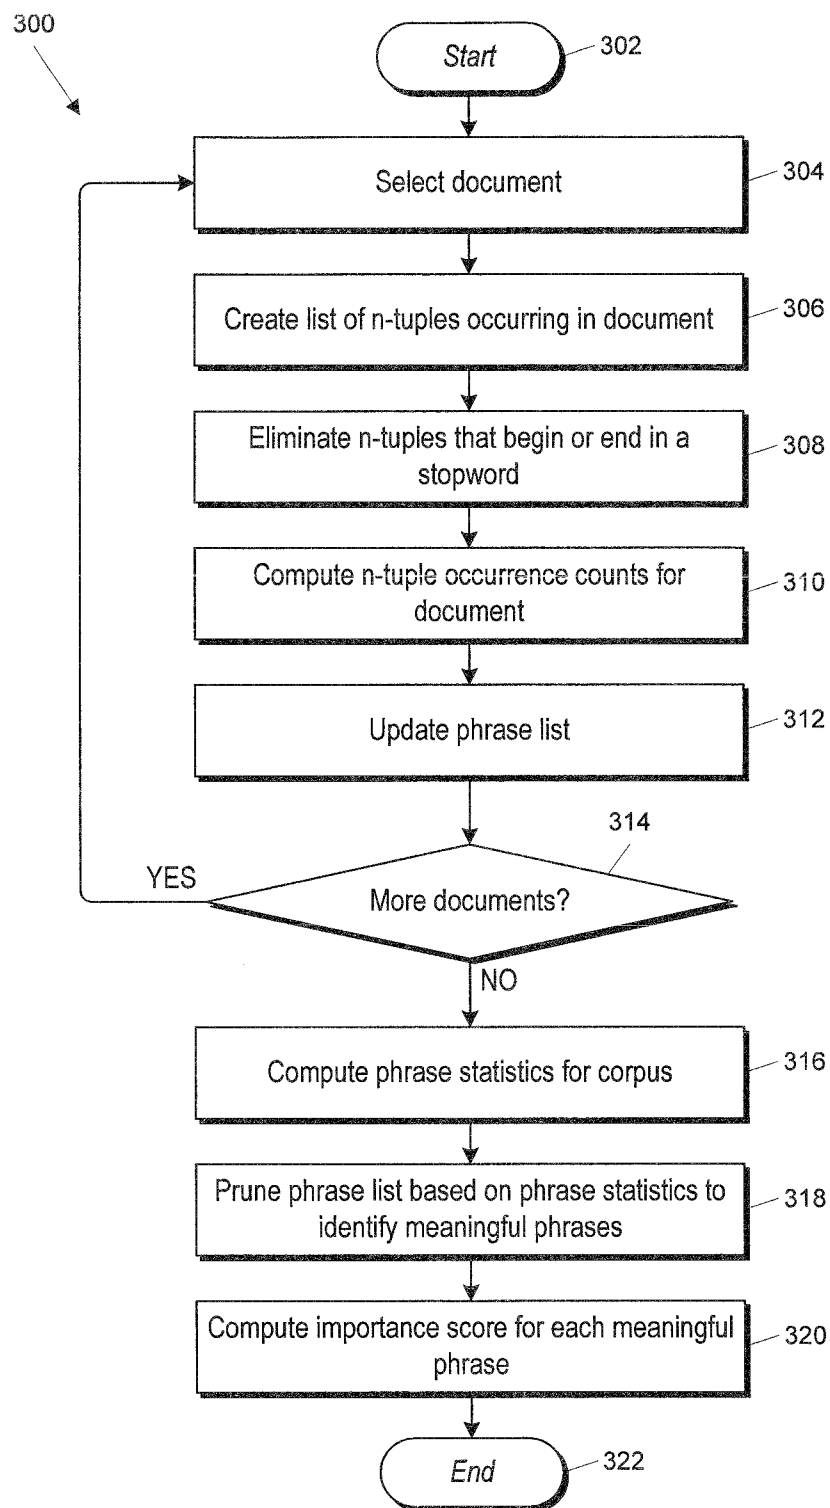 300
Start
302
Select document
304
Create list of n-tuples occurring in document
306
Eliminate n-tuples that begin or end in a
stopword
308
Compute n-tuple occurrence counts for
document
310
Update phrase list
312
314
YES
More documents?
NO
Compute phrase statistics for corpus
316
Prune phrase list based on phrase statistics to
identify meaningful phrases
318
Compute importance score for each meaningful
phrase
320
End
322